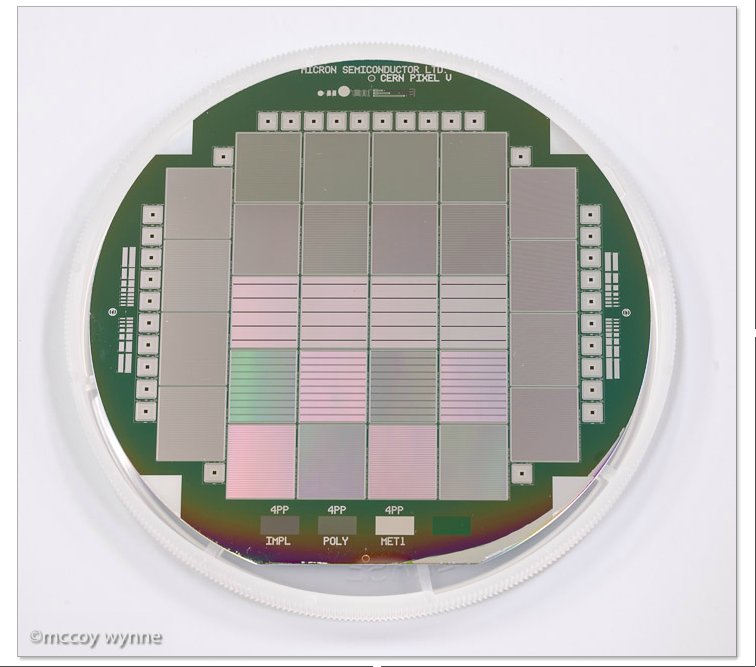 MICRON SEMICONDUCTOR LTD.
CERN PIXEL V
4PP 4PP 4PP
IMPL POLY MET1
©mccoy wynne